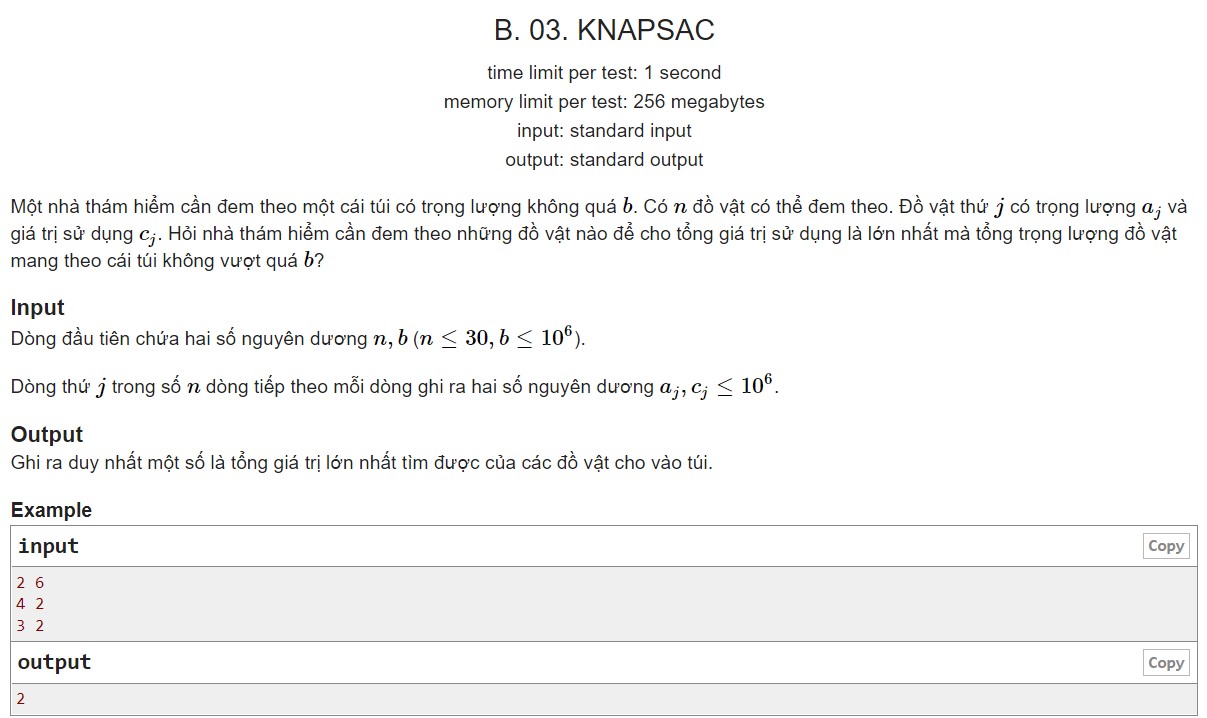 B. 03. KNAPSAC
time limit per test: 1 second
memory limit per test: 256 megabytes
input: standard input
output: standard output
Một nhà thám hiểm cần đem theo một cái túi có trọng lượng không quá b. Có n đồ vật có thể đem theo. Đồ vật thứ j có trọng lượng a_j và
giá trị sử dụng c_j. Hỏi nhà thám hiểm cần đem theo những đồ vật nào để cho tổng giá trị sử dụng là lớn nhất mà tổng trọng lượng đồ vật
mang theo cái túi không vượt quá b?
Input
Dòng đầu tiên chứa hai số nguyên dương n, b (n ≤ 30, b ≤ 10^6).
Dòng thứ j trong số n dòng tiếp theo mỗi dòng ghi ra hai số nguyên dương a_j, c_j ≤ 10^6.
Output
Ghi ra duy nhất một số là tổng giá trị lớn nhất tìm được của các đồ vật cho vào túi.
Example
input Copy
2 6
4 2
3 2
output Copy
2